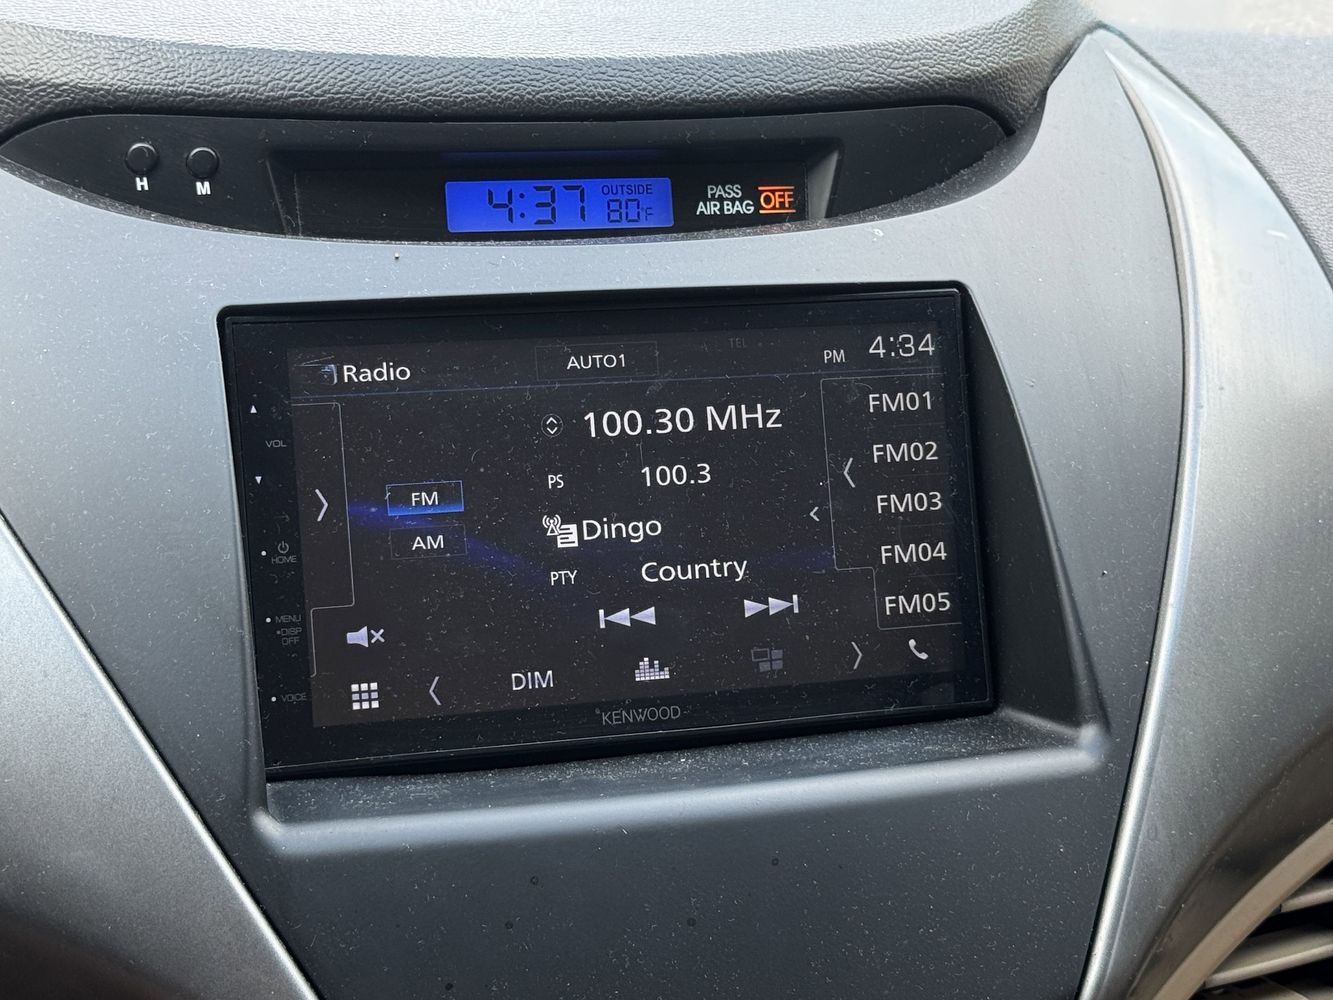 H
M
4:37
OUTSIDE
80°F
PASS
AIR BAG
OFF
Radio
AUTO1
TEL
PM 4:34
VOL
100.30 MHz
PS 100.3
Dingo
PTY Country
FM
AM
FM01
FM02
FM03
FM04
FM05
HOME
MENU
DISP
OFF
VOICE
DIM
KENWOOD